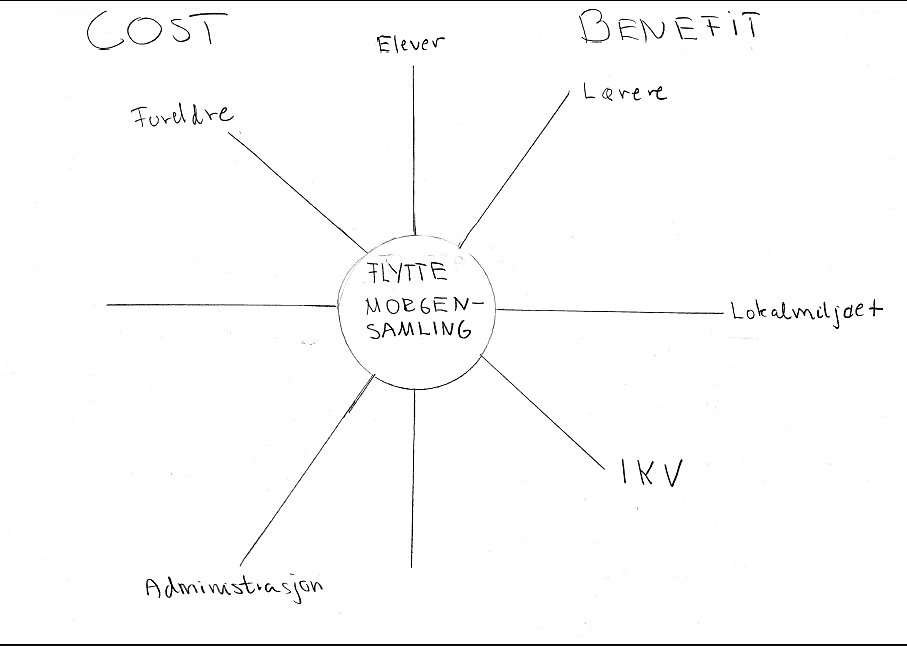 COST
BENEFIT
Elever
Foreldre
Lærere
FLYTTE
MORGEN-
SAMLING
Lokalmiljøet
IKV
Administrasjon